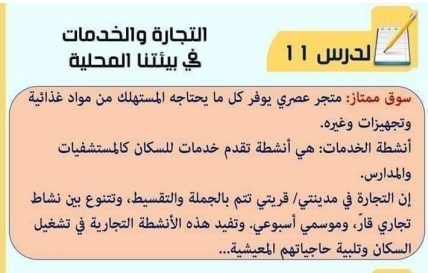 التجارة والخدمات
في بيئتنا المحلية
لدرس 11
سوق ممتاز: متجر عصري يوفر كل ما يحتاجه المستهلك من مواد غذائية
وتجهيزات وغيره.
أنشطة الخدمات: هي أنشطة تقدم خدمات للسكان كالمستشفيات
والمدارس.
إن التجارة في مدينتي/ قريتي تتم بالجملة والتقسيط، وتتنوع بين نشاط
تجاري قارّ، وموسمي أسبوعي. وتفيد هذه الأنشطة التجارية في تشغيل
السكان وتلبية حاجياتهم المعيشية...